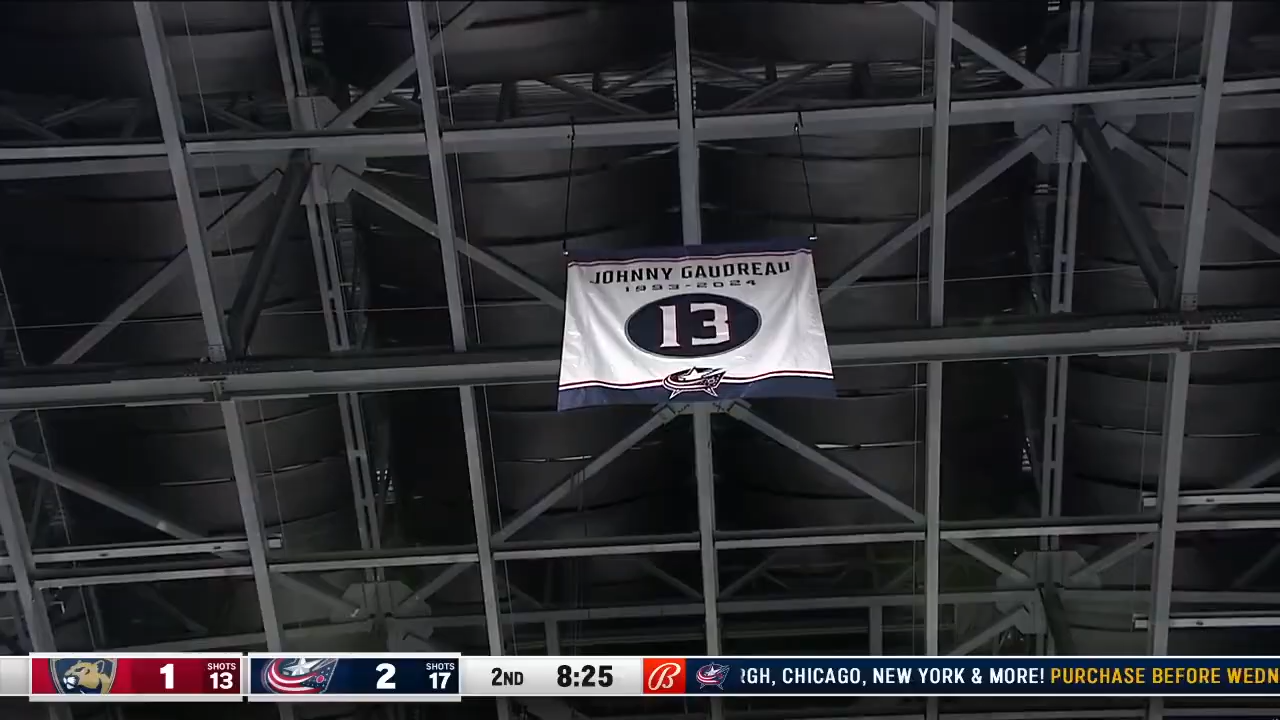 JOHNNY GAUDREAU
1993-2024
13
1 SHOTS 13 2 SHOTS 17 2ND 8:25 B RGH, CHICAGO, NEW YORK & MORE! PURCHASE BEFORE WEDN